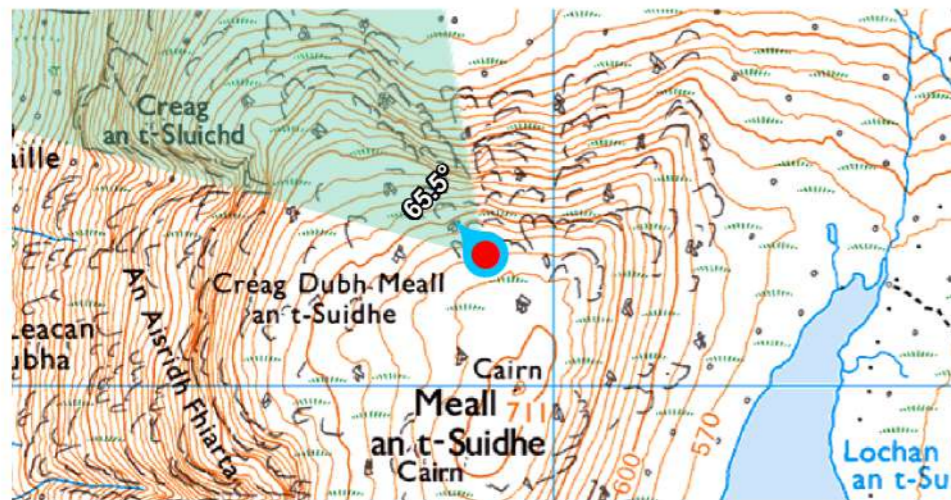 Creag
an t-Sluichd
aille
65.5°
Creag Dubh Meall
an t-Suidhe
An Aisridh Fhiarta
Leacan
ubha
Cairn
711
Meall
an t-Suidhe
Cairn
600
570
Lochan
an t-Su